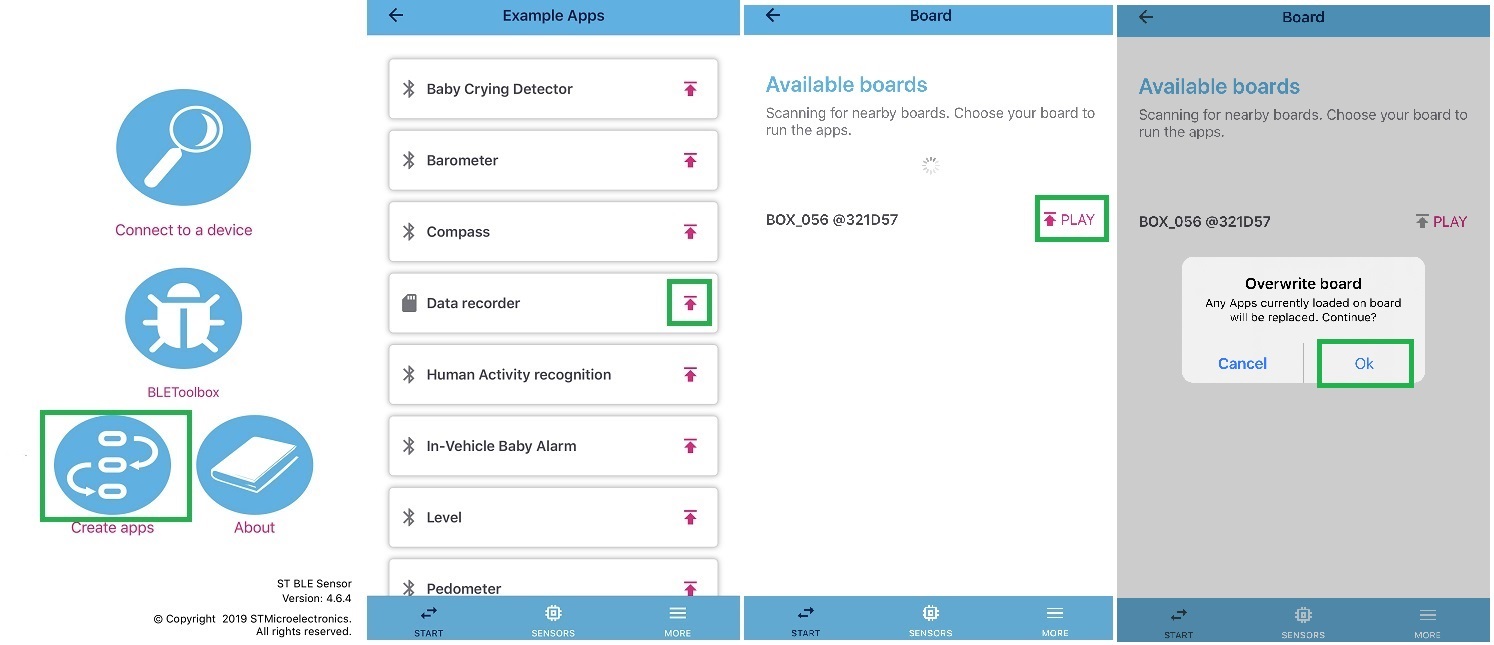 Connect to a device
BLEToolbox
Create apps
About
ST BLE Sensor
Version: 4.6.4
© Copyright 2019 STMicroelectronics.
All rights reserved.
Example Apps
Baby Crying Detector
Barometer
Compass
Data recorder
Human Activity recognition
In-Vehicle Baby Alarm
Level
Pedometer
START
SENSORS
MORE
Board
Available boards
Scanning for nearby boards. Choose your board to
run the apps.
BOX_056 @321D57
PLAY
START
SENSORS
MORE
Board
Available boards
Scanning for nearby boards. Choose your board to
run the apps.
BOX_056 @321D57
PLAY
Overwrite board
Any Apps currently loaded on board
will be replaced. Continue?
Cancel
Ok
START
SENSORS
MORE